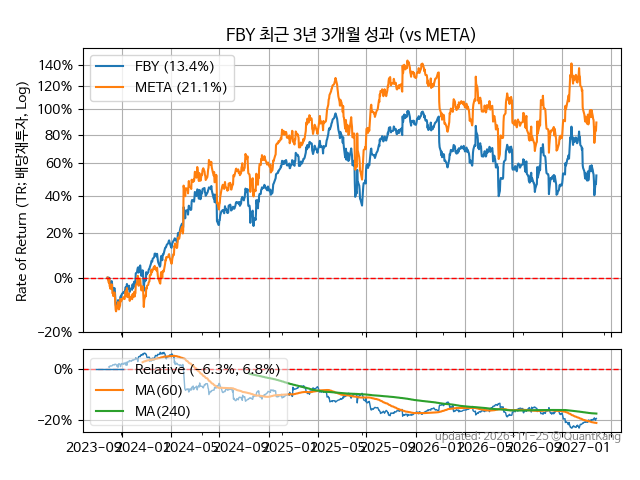 FBY 최근 3년 3개월 성과 (vs META)
Rate of Return (TR: 배당재투자, Log)
140%
120%
100%
80%
60%
40%
20%
0%
−20%
FBY (13.4%)
META (21.1%)
0%
−20%
Relative (−6.3%, 6.8%)
MA(60)
MA(240)
updated: 2026-11-25 © QuantKang
2023-09 2024-01 2024-05 2024-09 2025-01 2025-05 2025-09 2026-01 2026-05 2026-09 2027-01